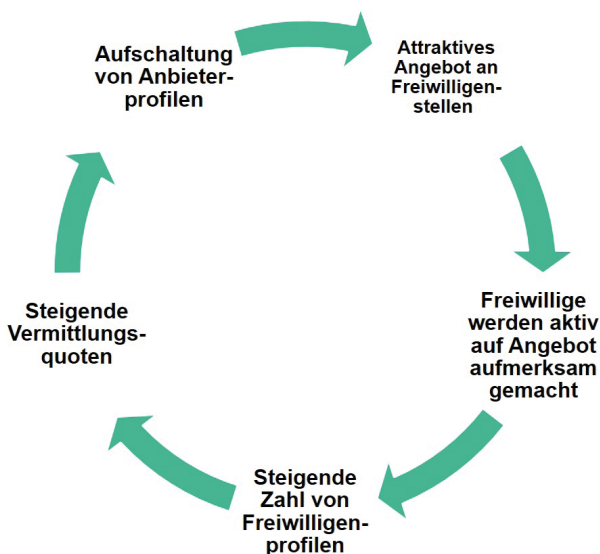 Aufschaltung
von Anbieter-
profilen
Attraktives
Angebot an
Freiwilligen-
stellen
Freiwillige
werden aktiv
auf Angebot
aufmerksam
gemacht
Steigende
Zahl von
Freiwilligen-
profilen
Steigende
Vermittlungs-
quoten